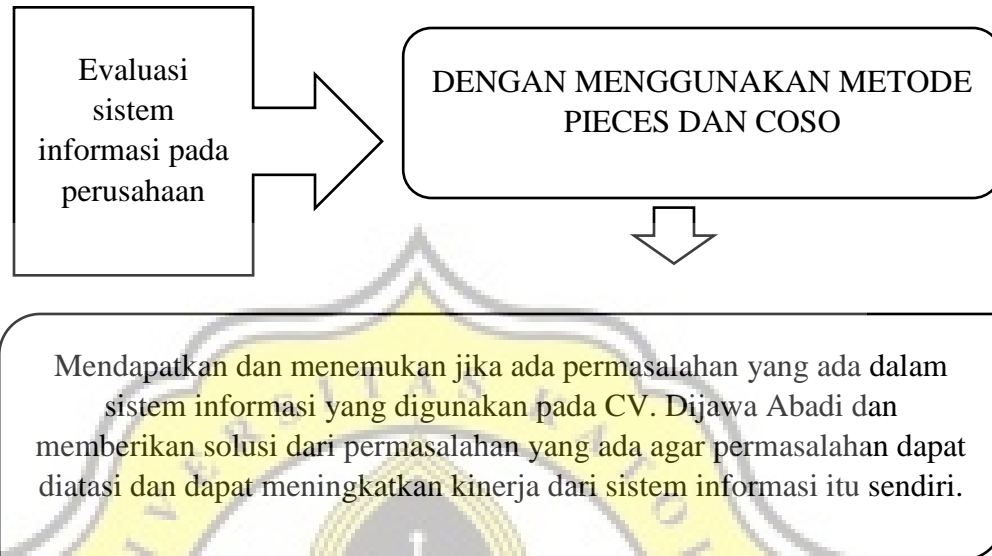 Evaluasi
sistem
informasi pada
perusahaan
DENGAN MENGGUNAKAN METODE
PIECES DAN COSO
Mendapatkan dan menemukan jika ada permasalahan yang ada dalam
sistem informasi yang digunakan pada CV. Dijawa Abadi dan
memberikan solusi dari permasalahan yang ada agar permasalahan dapat
diatasi dan dapat meningkatkan kinerja dari sistem informasi itu sendiri.